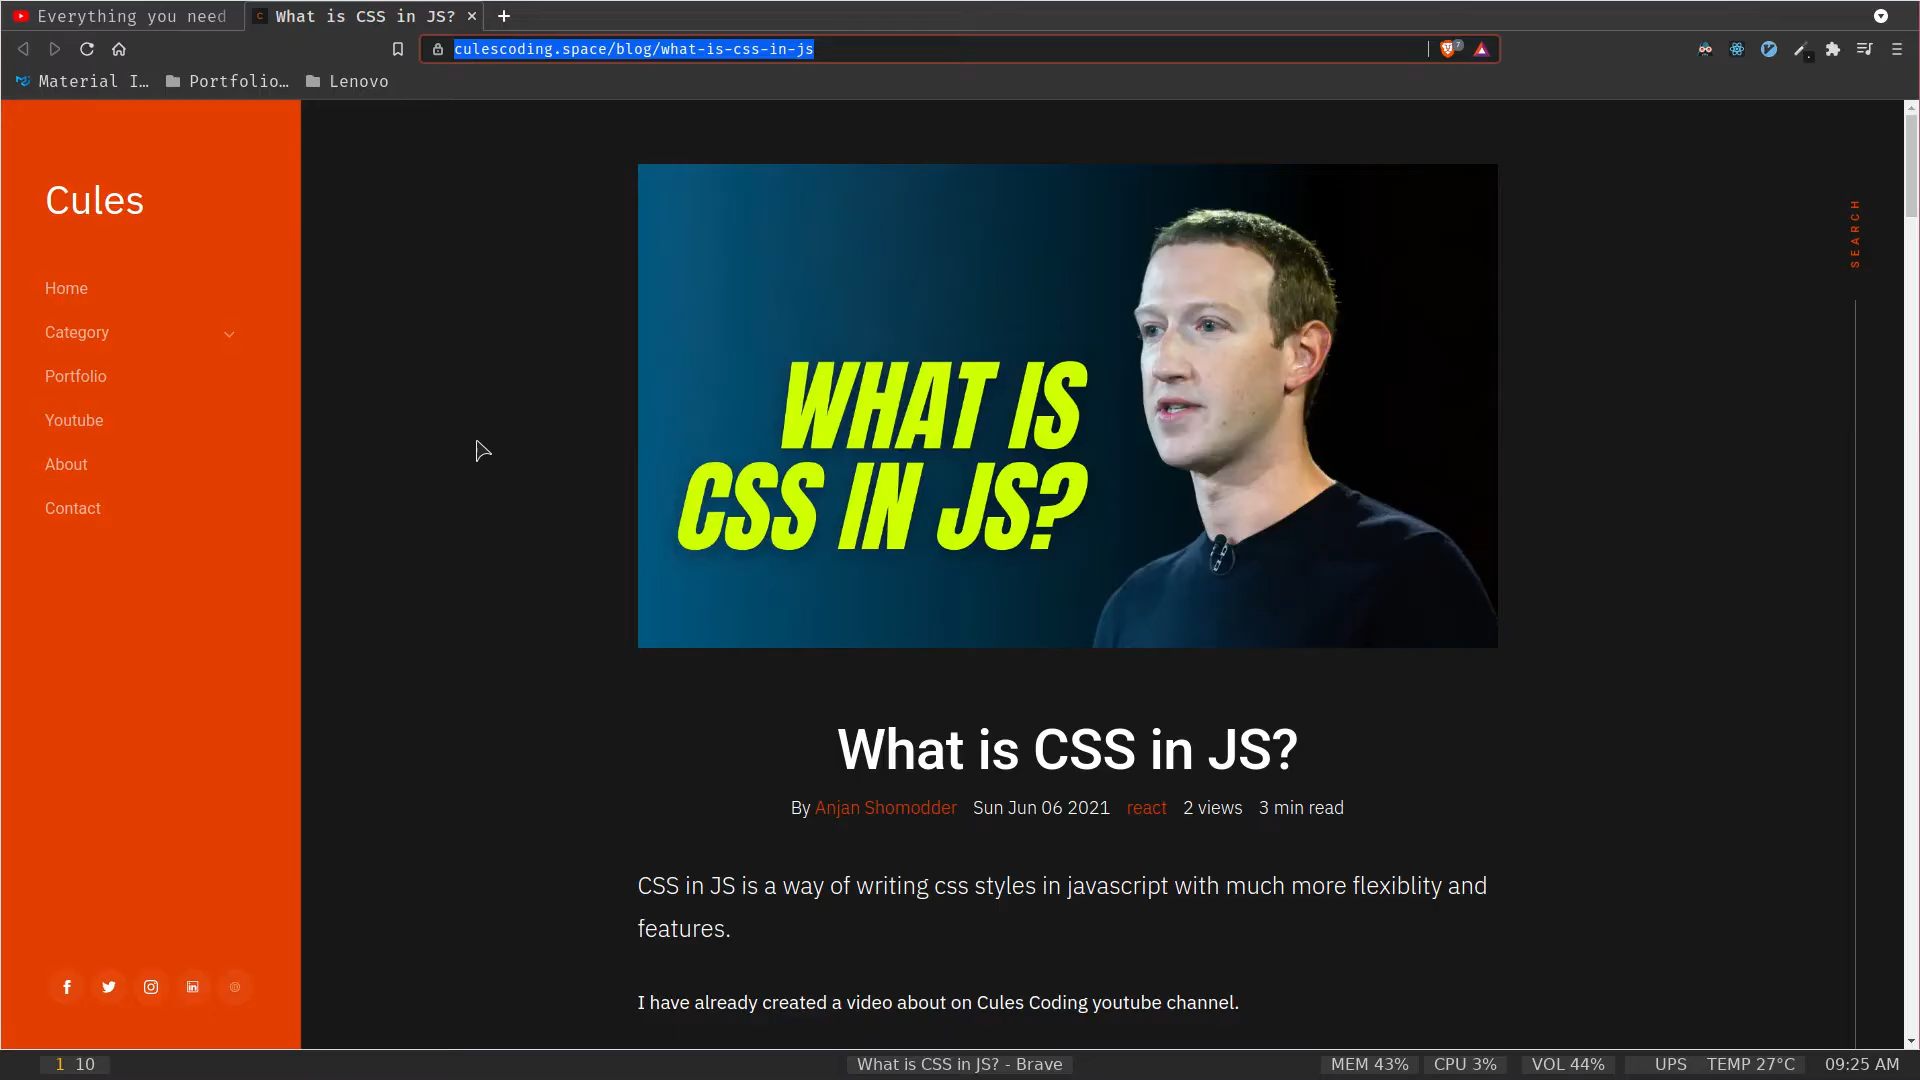 Everything you need
What is CSS in JS?
culescoding.space/blog/what-is-css-in-js
7
Material I…
Portfolio…
Lenovo
Cules
Home
Category
Portfolio
Youtube
About
Contact
SEARCH
WHAT IS
CSS IN JS?
What is CSS in JS?
By Anjan Shomodder Sun Jun 06 2021 react 2 views 3 min read
CSS in JS is a way of writing css styles in javascript with much more flexiblity and
features.
I have already created a video about on Cules Coding youtube channel.
1 10
What is CSS in JS? - Brave
MEM 43% CPU 3% VOL 44% UPS TEMP 27°C 09:25 AM